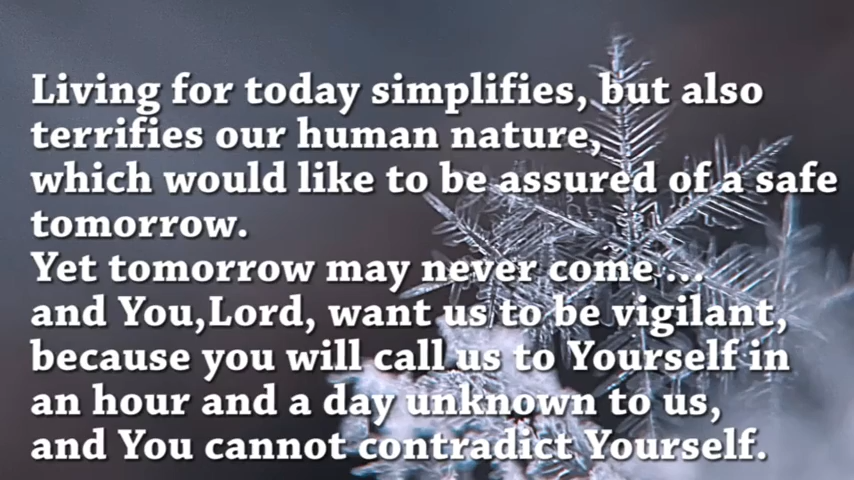 Living for today simplifies, but also
terrifies our human nature,
which would like to be assured of a safe
tomorrow.
Yet tomorrow may never come ...
and You,Lord, want us to be vigilant,
because you will call us to Yourself in
an hour and a day unknown to us,
and You cannot contradict Yourself.